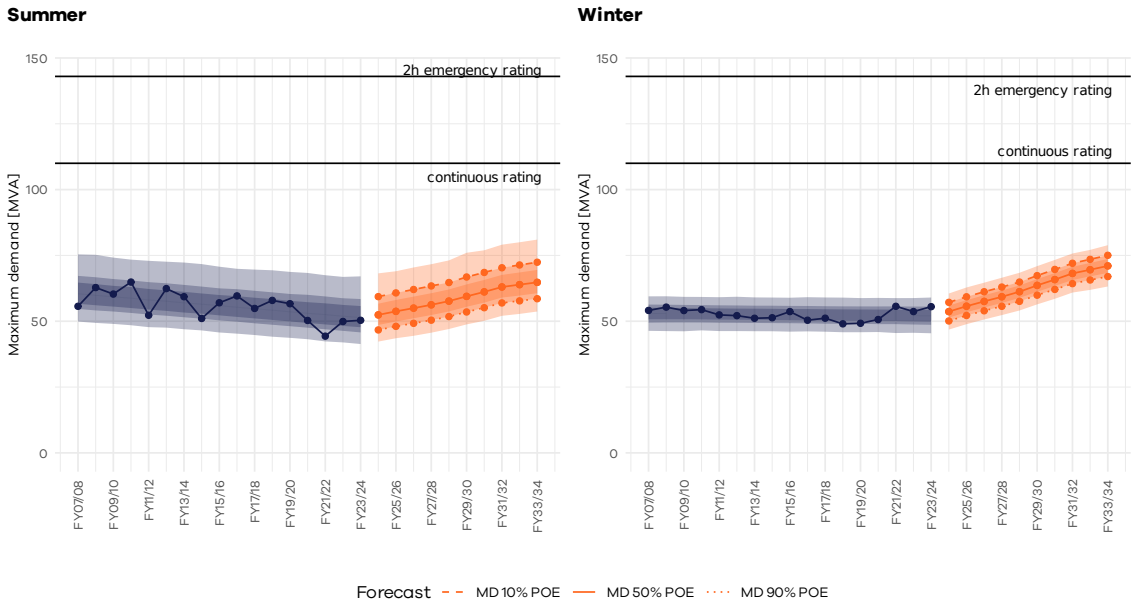 Summer
Winter
Maximum demand [MVA]
150
100
50
0
2h emergency rating
continuous rating
FY07/08
FY09/10
FY11/12
FY13/14
FY15/16
FY17/18
FY19/20
FY21/22
FY23/24
FY25/26
FY27/28
FY29/30
FY31/32
FY33/34
Maximum demand [MVA]
150
100
50
0
2h emergency rating
continuous rating
FY07/08
FY09/10
FY11/12
FY13/14
FY15/16
FY17/18
FY19/20
FY21/22
FY23/24
FY25/26
FY27/28
FY29/30
FY31/32
FY33/34
Forecast MD 10% POE MD 50% POE MD 90% POE